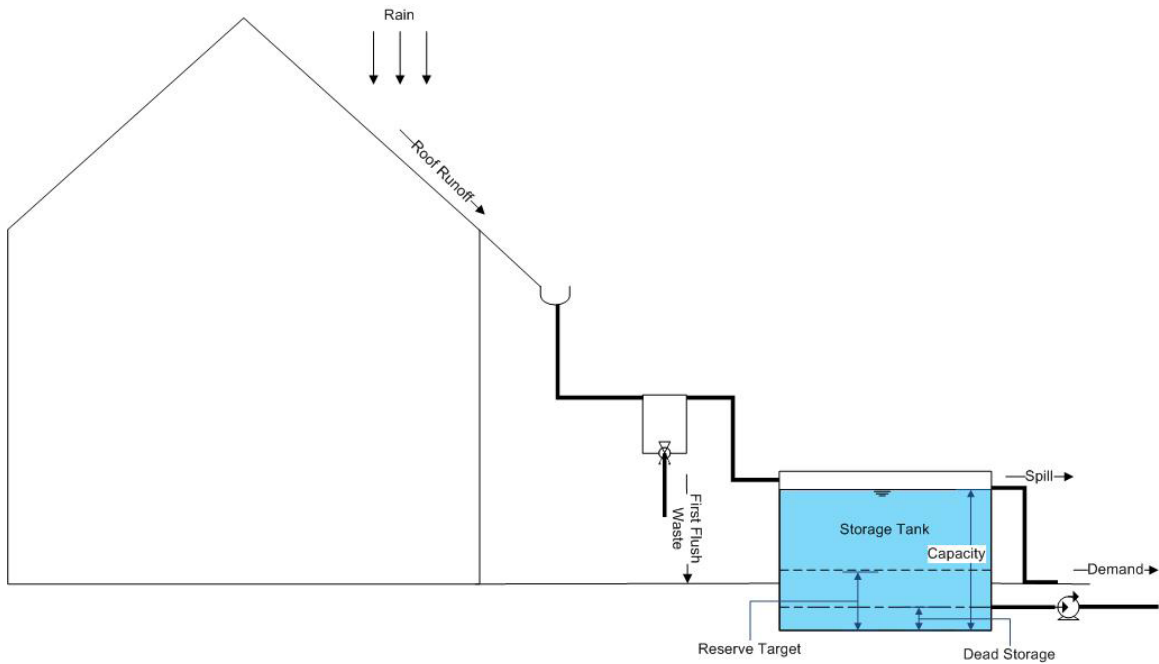 Rain
Roof Runoff
First Flush
Waste
Spill
Storage Tank
Capacity
Demand
Reserve Target
Dead Storage